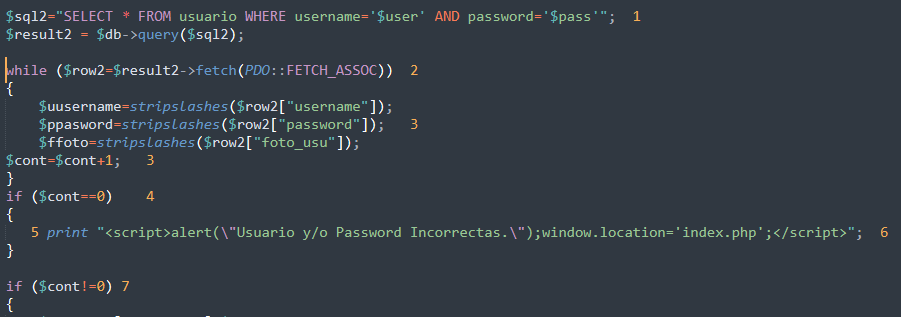 $sql2="SELECT * FROM usuario WHERE username='$user' AND password='$pass'"; 1
$result2 = $db->query($sql2);
while ($row2=$result2->fetch(PDO::FETCH_ASSOC)) 2
{
$uusername=stripslashes($row2["username"]);
$ppasword=stripslashes($row2["password"]); 3
$ffoto=stripslashes($row2["foto_usu"]);
$cont=$cont+1; 3
}
if ($cont==0) 4
{
5 print "<script>alert(\"Usuario y/o Password Incorrectas.\");window.location='index.php';</script>"; 6
}
if ($cont!=0) 7
{